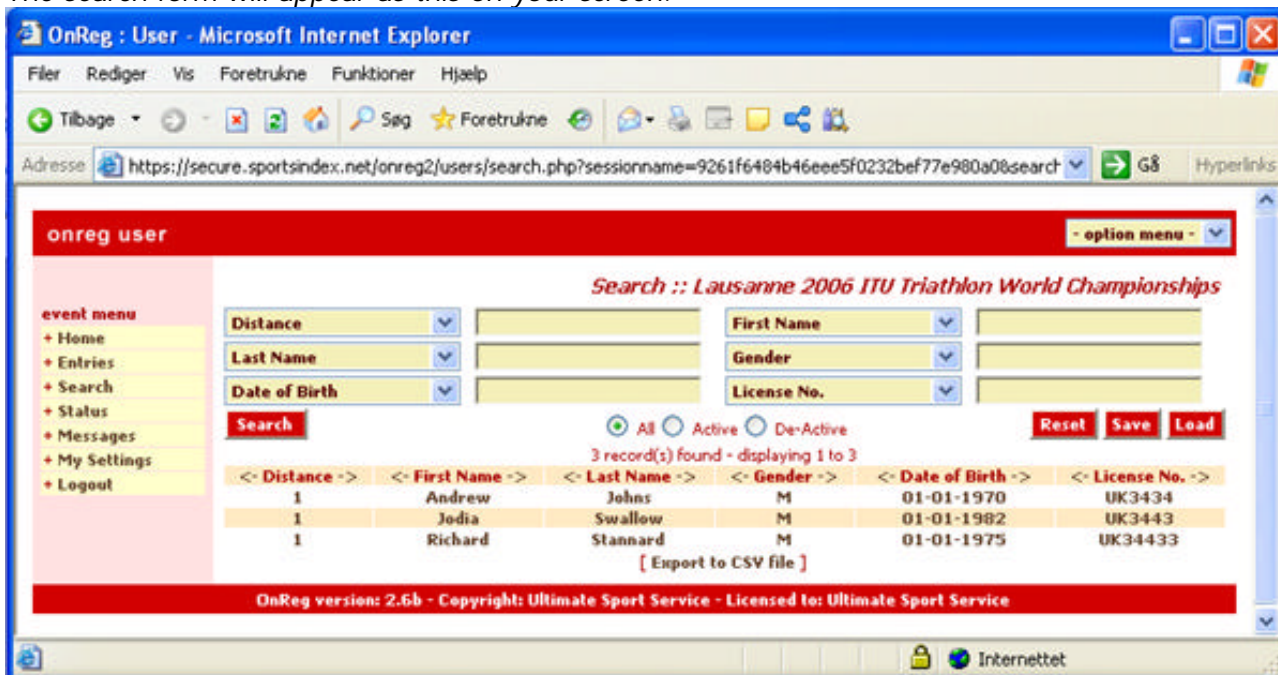 The search form will appear as this on your screen:
OnReg : User - Microsoft Internet Explorer
Filer Rediger Vis Foretrukne Funktioner Hjælp
Tilbage Søg Foretrukne
Adresse https://secure.sportsindex.net/onreg2/users/search.php?sessionname=9261f6484b46eee5f0232bef77e980a08search Gå Hyperlinks
onreg user - option menu -
Search :: Lausanne 2006 ITU Triathlon World Championships
event menu
+ Home
+ Entries
+ Search
+ Status
+ Messages
+ My Settings
+ Logout
Distance First Name
Last Name Gender
Date of Birth License No.
Search All Active De-Active Reset Save Load
3 record(s) found - displaying 1 to 3
<- Distance -> <- First Name -> <- Last Name -> <- Gender -> <- Date of Birth -> <- License No. ->
1 Andrew Johns M 01-01-1970 UK3434
1 Jodia Swallow M 01-01-1982 UK3443
1 Richard Stannard M 01-01-1975 UK34433
[ Export to CSV file ]
OnReg version: 2.6b - Copyright: Ultimate Sport Service - Licensed to: Ultimate Sport Service
Internettet